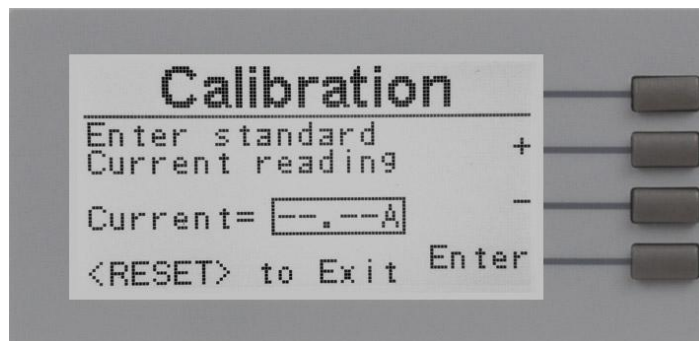 Calibration
Enter standard
Current reading
+
Current= --.--A
-
<RESET> to Exit
Enter